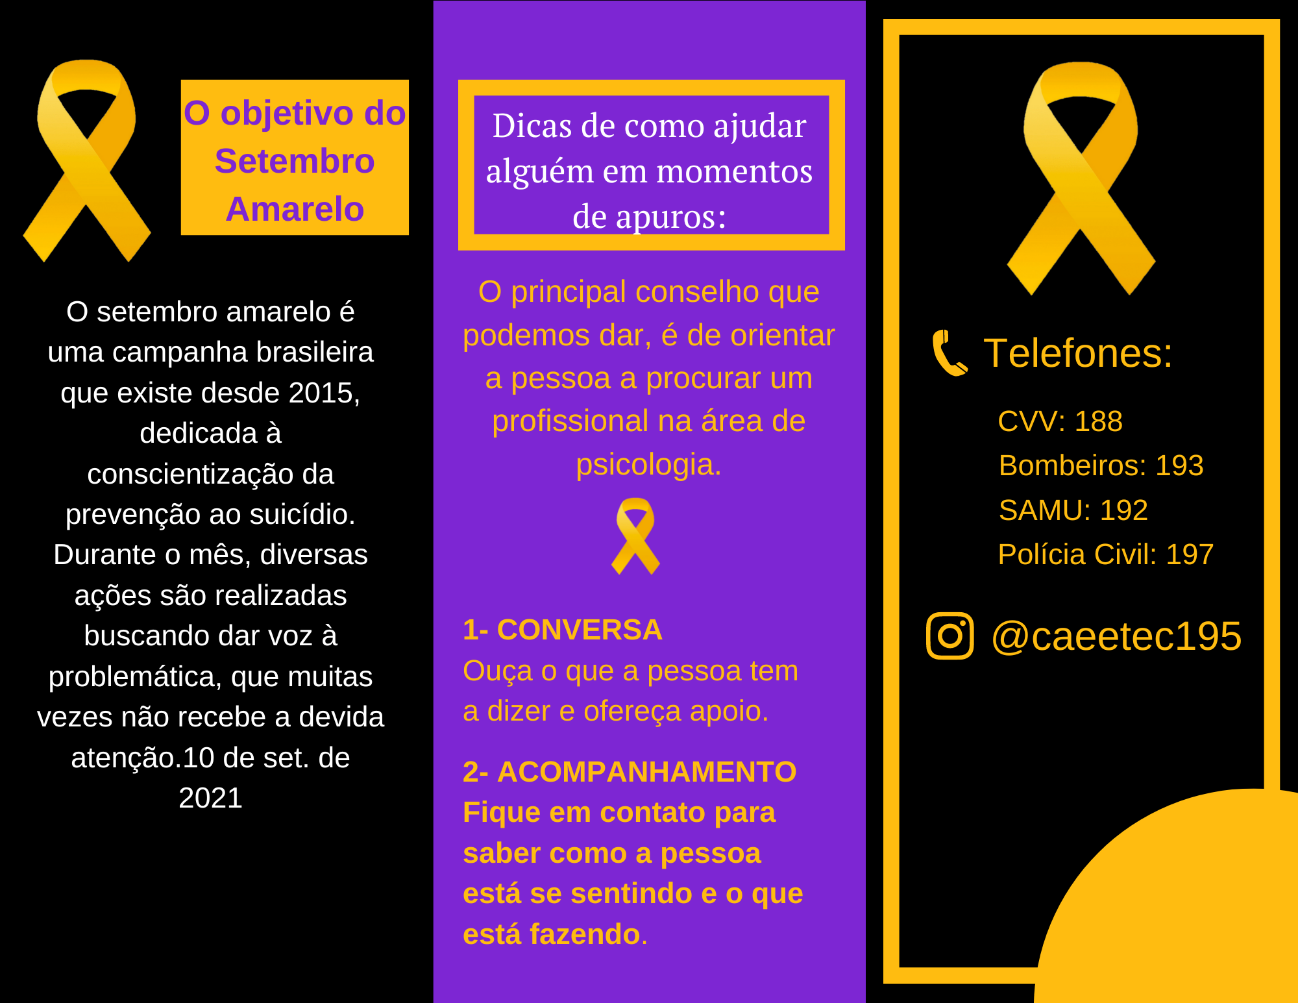 O objetivo do
Setembro
Amarelo
O setembro amarelo é
uma campanha brasileira
que existe desde 2015,
dedicada à
conscientização da
prevenção ao suicídio.
Durante o mês, diversas
ações são realizadas
buscando dar voz à
problemática, que muitas
vezes não recebe a devida
atenção.10 de set. de
2021
Dicas de como ajudar
alguém em momentos
de apuros:
O principal conselho que
podemos dar, é de orientar
a pessoa a procurar um
profissional na área de
psicologia.
1- CONVERSA
Ouça o que a pessoa tem
a dizer e ofereça apoio.
2- ACOMPANHAMENTO
Fique em contato para
saber como a pessoa
está se sentindo e o que
está fazendo.
Telefones:
CVV: 188
Bombeiros: 193
SAMU: 192
Polícia Civil: 197
@caeetec195